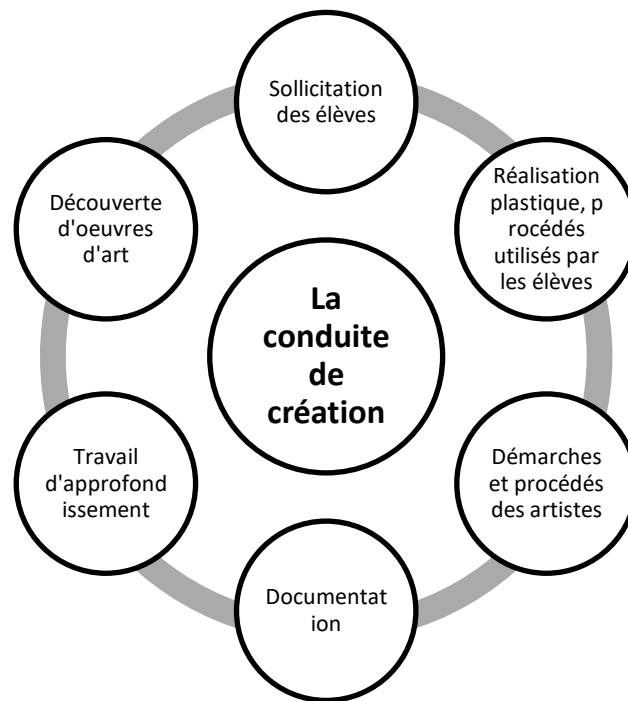 Sollicitation
des élèves
Réalisation
plastique, p
rocédés
utilisés par
les élèves
Démarches
et procédés
des artistes
Documentat
ion
Travail
d'approfond
issement
Découverte
d'oeuvres
d'art
La
conduite
de
création